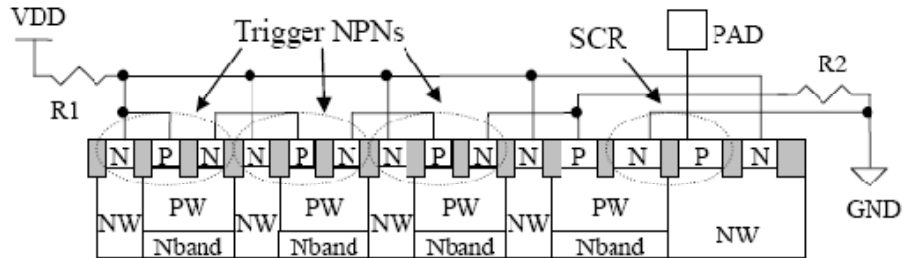 VDD
Trigger NPNs
SCR
PAD
R1
R2
N P N N P N N P N N P N P N
NW PW NW PW NW PW NW PW NW
Nband Nband Nband Nband
GND